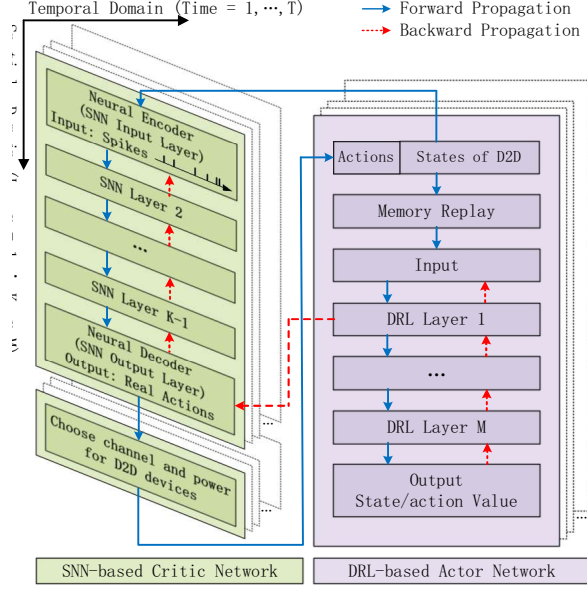 Temporal Domain (Time = 1,…,T)
Forward Propagation
Backward Propagation
Neural Encoder
(SNN Input Layer)
Input: Spikes
SNN Layer 2
...
SNN Layer K-1
Neural Decoder
(SNN Output Layer)
Output: Real Actions
...
Choose channel and power
for D2D devices
...
SNN-based Critic Network
Actions
States of D2D
Memory Replay
Input
DRL Layer 1
...
DRL Layer M
Output
State/action Value
...
DRL-based Actor Network